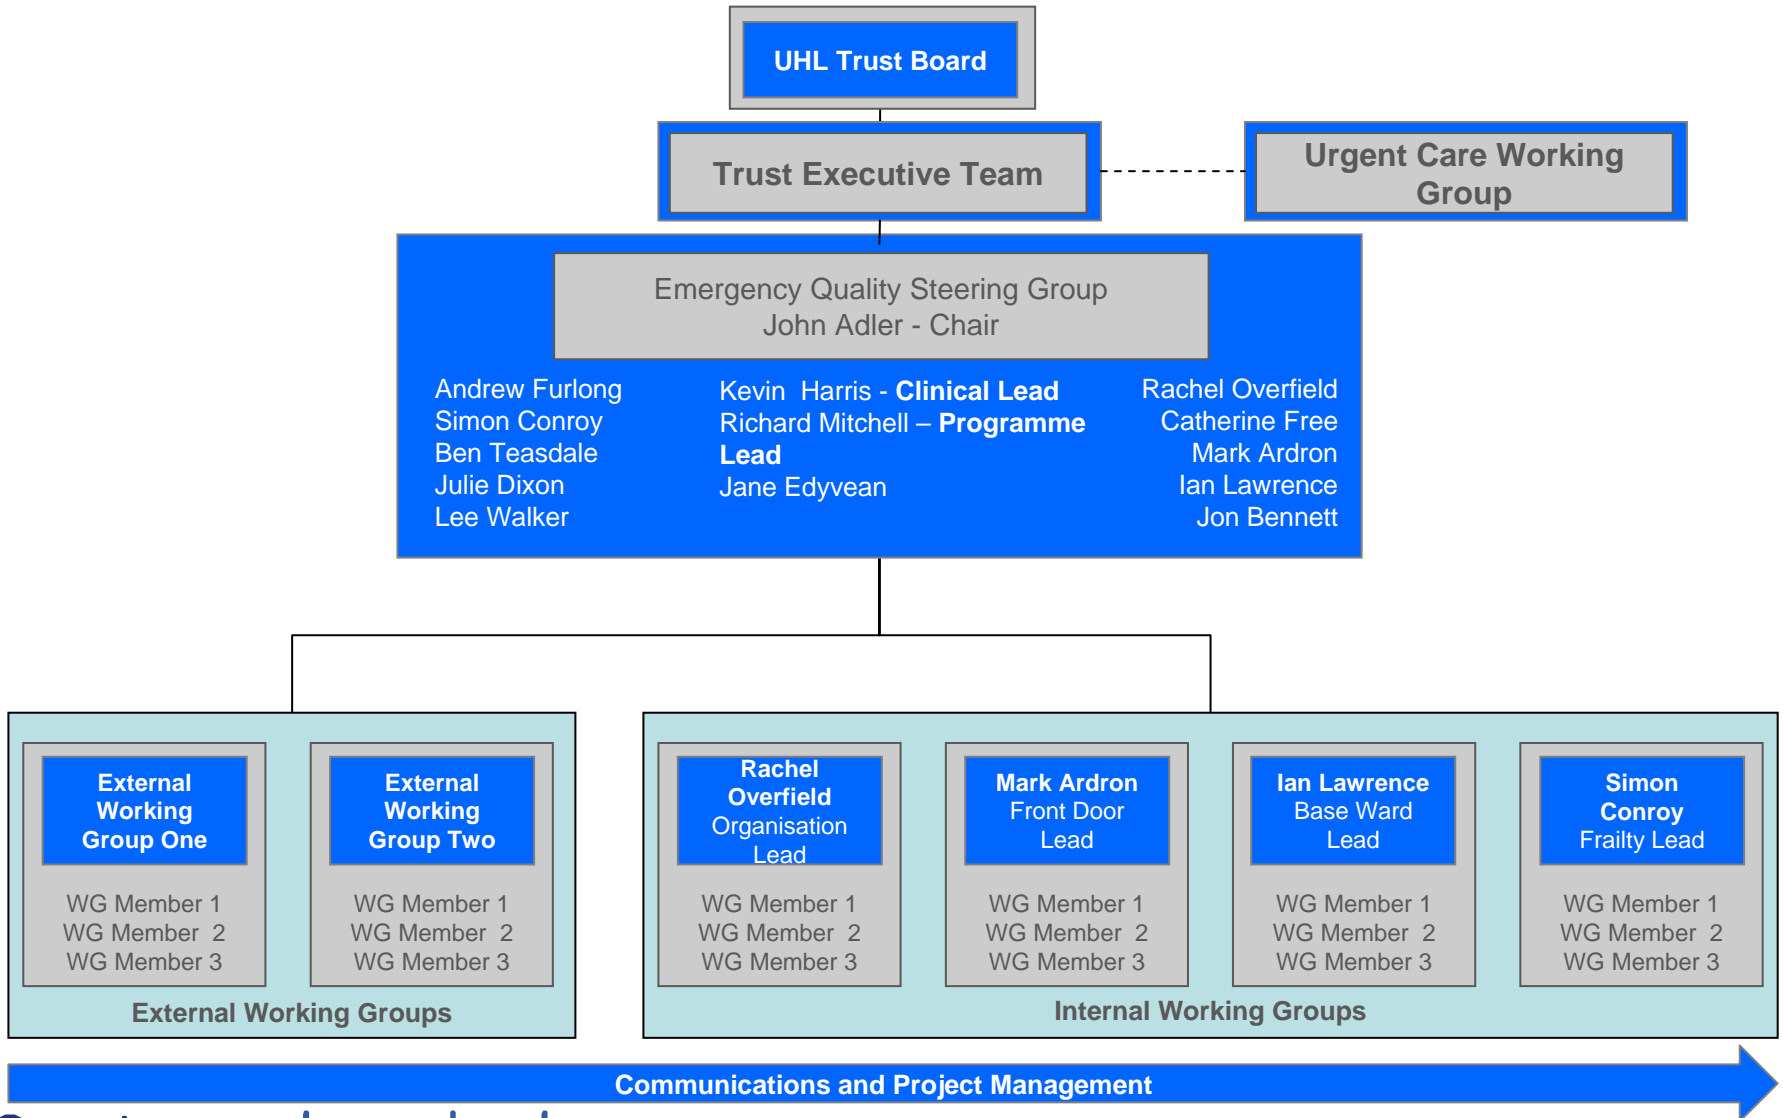 UHL Trust Board
Trust Executive Team
Urgent Care Working
Group
Emergency Quality Steering Group
John Adler - Chair
Andrew Furlong
Simon Conroy
Ben Teasdale
Julie Dixon
Lee Walker
Kevin  Harris - Clinical Lead
Richard Mitchell – Programme
Lead
Jane Edyvean
Rachel Overfield
Catherine Free
Mark Ardron
Ian Lawrence
Jon Bennett
External
Working
Group One
WG Member 1
WG Member  2
WG Member 3
External
Working
Group Two
WG Member 1
WG Member  2
WG Member 3
External Working Groups
Rachel
Overfield
Organisation
Lead
WG Member 1
WG Member  2
WG Member 3
Mark Ardron
Front Door
Lead
WG Member 1
WG Member  2
WG Member 3
Ian Lawrence
Base Ward
Lead
WG Member 1
WG Member  2
WG Member 3
Simon
Conroy
Frailty Lead
WG Member 1
WG Member  2
WG Member 3
Internal Working Groups
Communications and Project Management